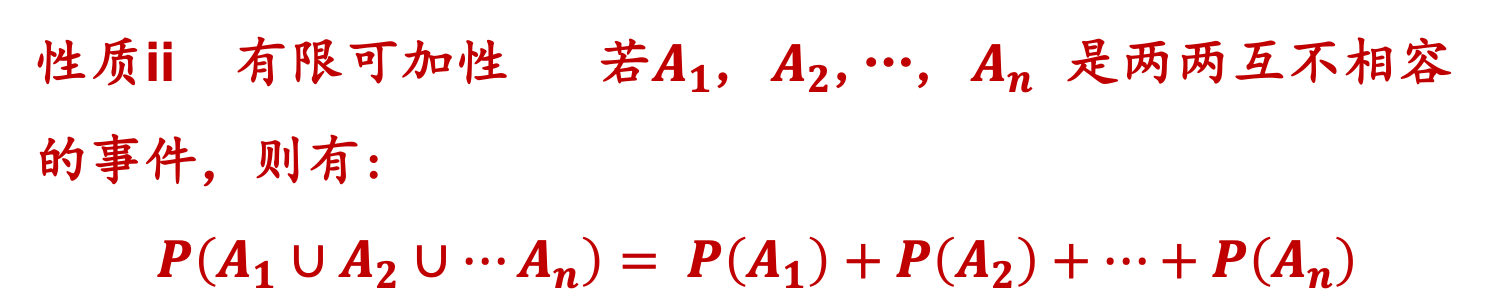 性质ii 有限可加性 若A₁, A₂, ⋯, Aₙ 是两两互不相容
的事件，则有：
P(A₁ ∪ A₂ ∪ ⋯ Aₙ) = P(A₁) + P(A₂) + ⋯ + P(Aₙ)